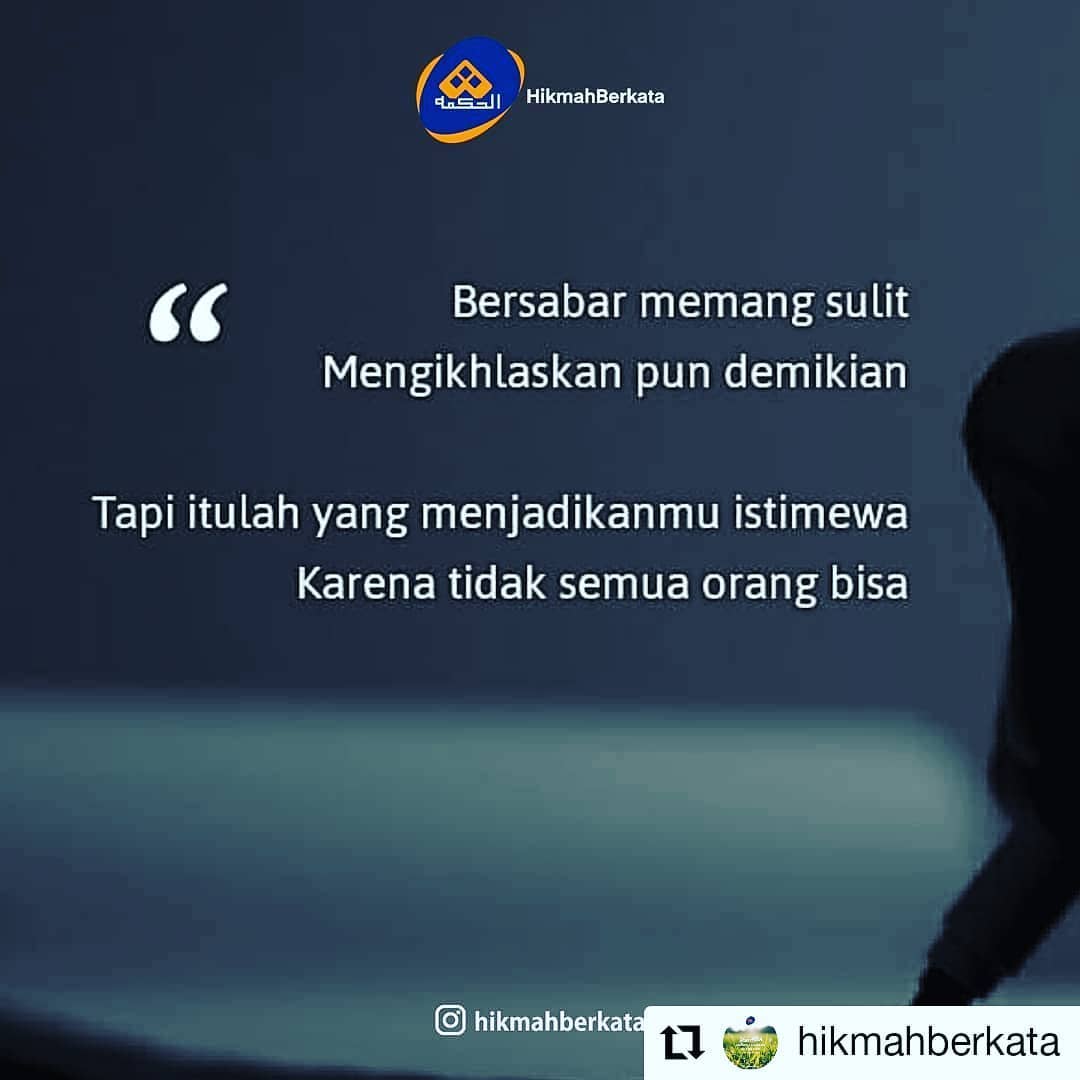 الحكمة
HikmahBerkata
“
Bersabar memang sulit
Mengikhlaskan pun demikian
Tapi itulah yang menjadikanmu istimewa
Karena tidak semua orang bisa
hikmahberkata
hikmahberkata